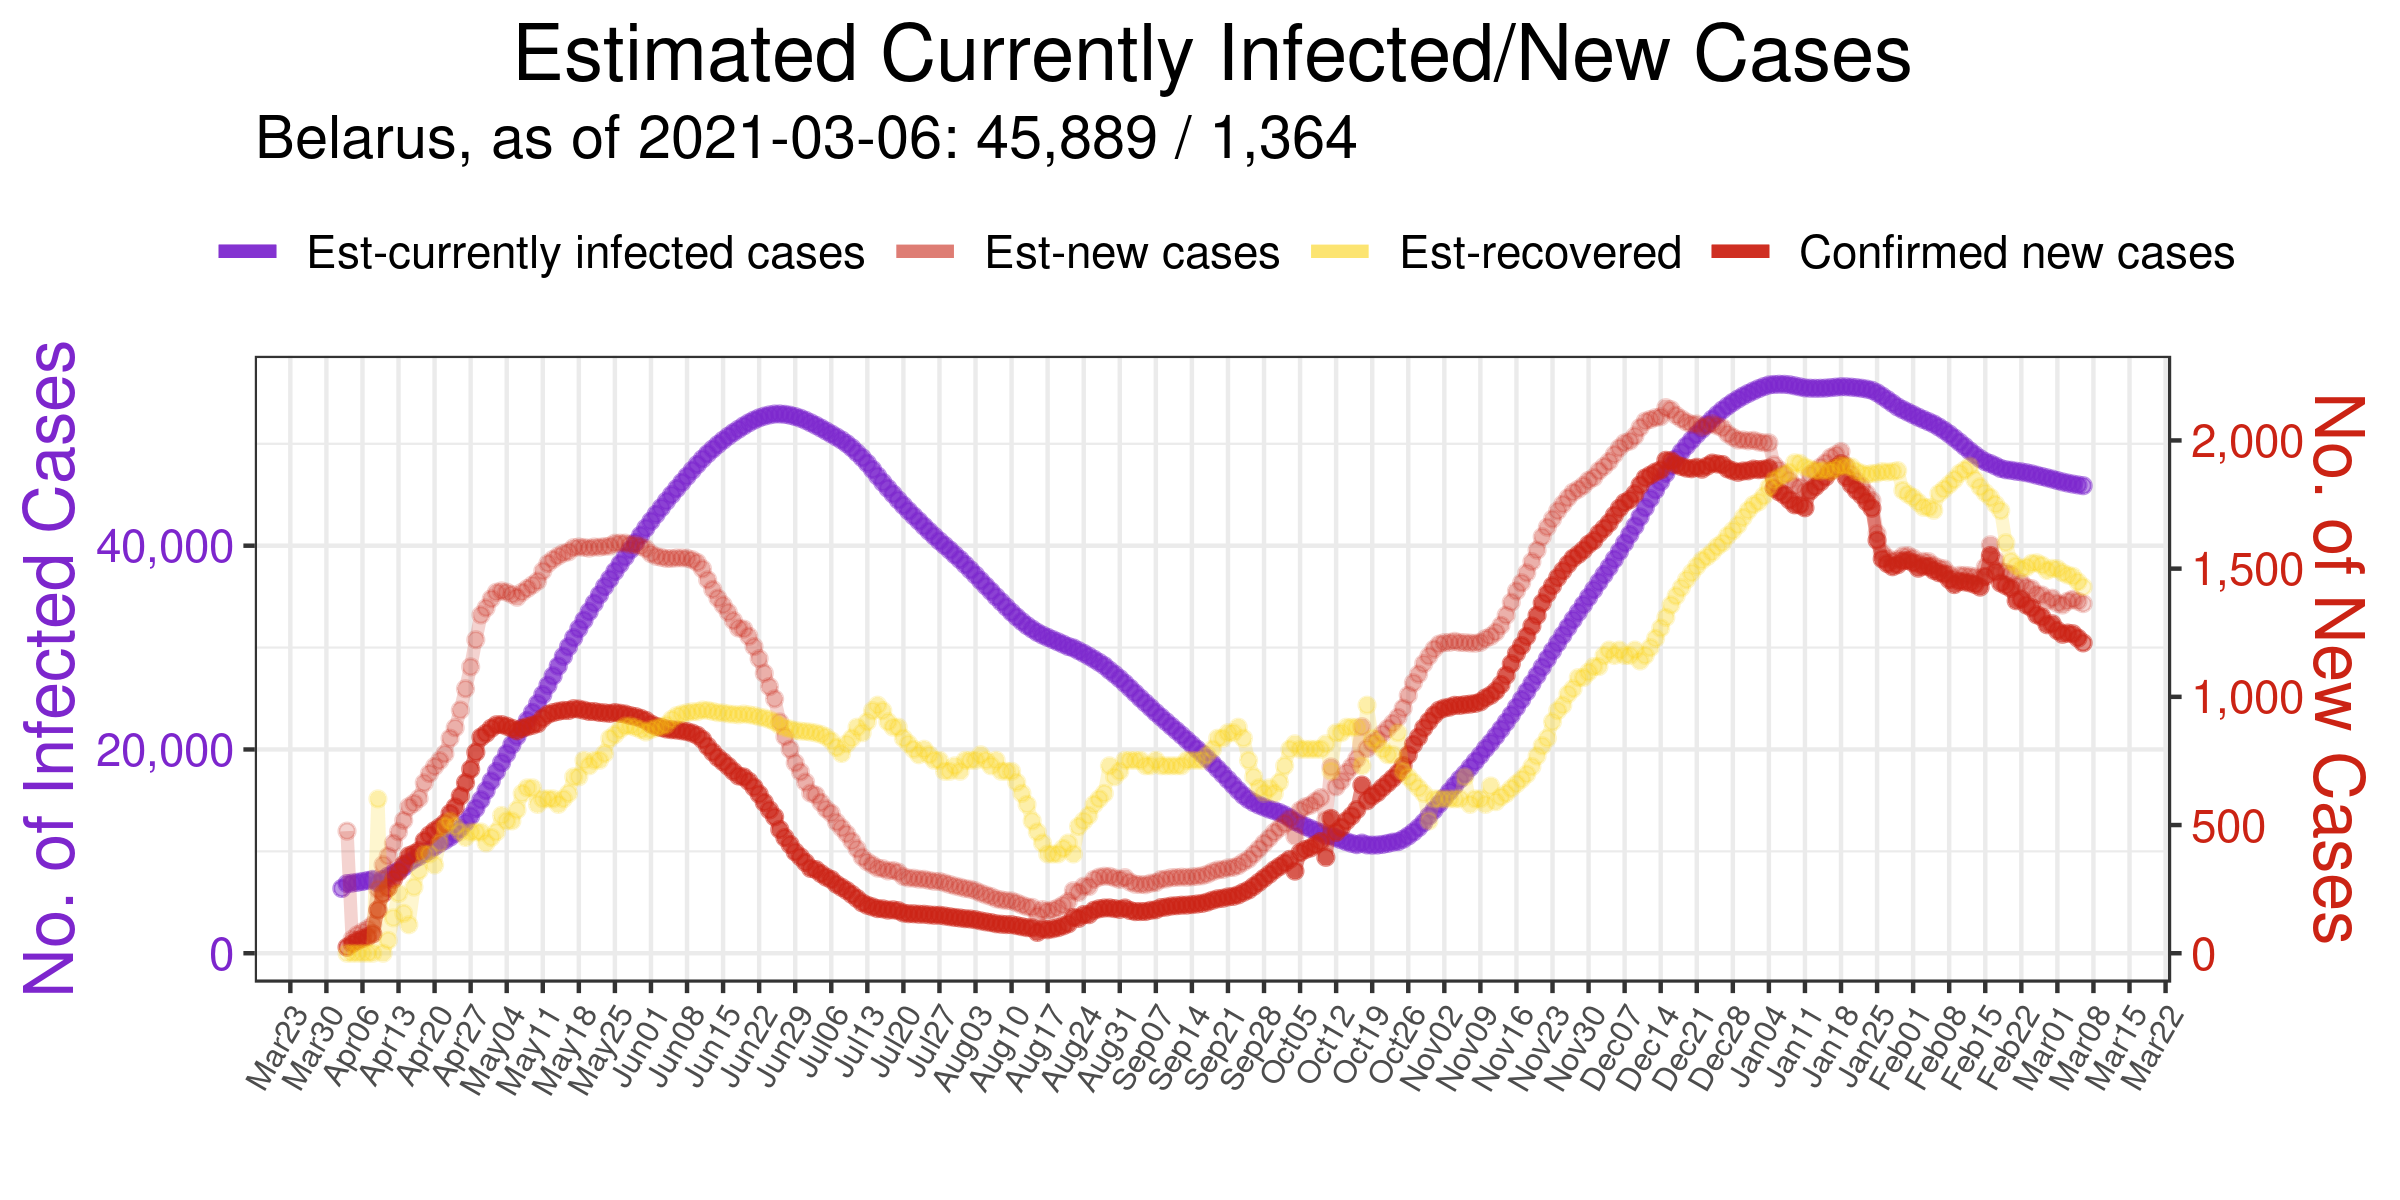 Estimated Currently Infected/New Cases
Belarus, as of 2021-03-06: 45,889 / 1,364
Est-currently infected cases Est-new cases Est-recovered Confirmed new cases
No. of Infected Cases
40,000
20,000
0
No. of New Cases
2,000
1,500
1,000
500
0
Mar23 Mar30 Apr06 Apr13 Apr20 Apr27 May04 May11 May18 May25 Jun01 Jun08 Jun15 Jun22 Jun29 Jul06 Jul13 Jul20 Jul27 Aug03 Aug10 Aug17 Aug24 Aug31 Sep07 Sep14 Sep21 Sep28 Oct05 Oct12 Oct19 Oct26 Nov02 Nov09 Nov16 Nov23 Nov30 Dec07 Dec14 Dec21 Dec28 Jan04 Jan11 Jan18 Jan25 Feb01 Feb08 Feb15 Feb22 Mar01 Mar08 Mar15 Mar22